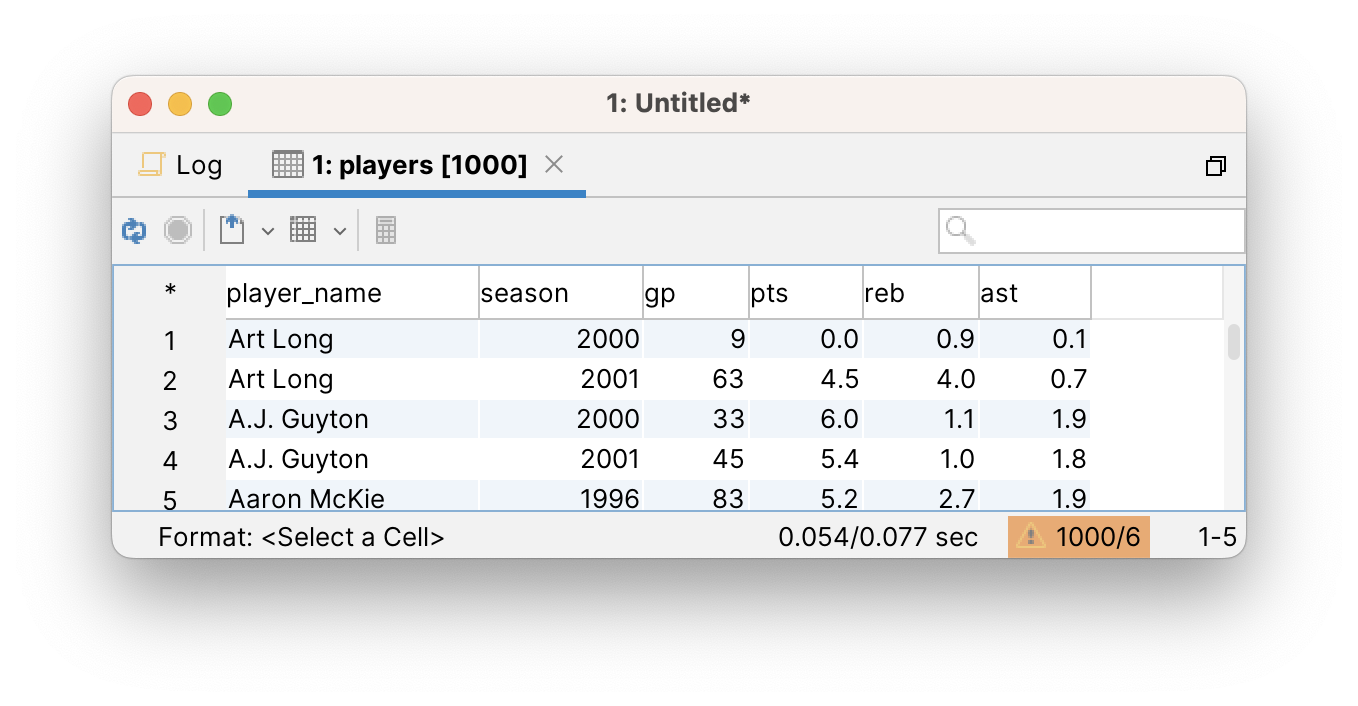 1: Untitled*
Log 1: players [1000]
* player_name season gp pts reb ast
1 Art Long 2000 9 0.0 0.9 0.1
2 Art Long 2001 63 4.5 4.0 0.7
3 A.J. Guyton 2000 33 6.0 1.1 1.9
4 A.J. Guyton 2001 45 5.4 1.0 1.8
5 Aaron McKie 1996 83 5.2 2.7 1.9
Format: <Select a Cell> 0.054/0.077 sec 1000/6 1-5